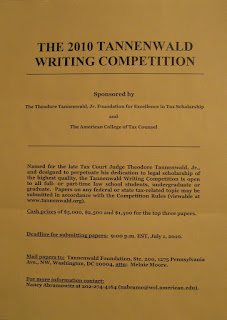 THE 2010 TANNENWALD
WRITING COMPETITION
Sponsored by
The Theodore Tannenwald, Jr. Foundation for Excellence in Tax Scholarship
and
The American College of Tax Counsel
Named for the late Tax Court Judge Theodore Tannenwald, Jr.,
and designed to perpetuate his dedication to legal scholarship of
the highest quality, the Tannenwald Writing Competition is open
to all full- or part-time law school students, undergraduate or
graduate. Papers on any federal or state tax-related topic may be
submitted in accordance with the Competition Rules (viewable at
www.tannenwald.org).
Cash prizes of $5,000, $2,500 and $1,500 for the top three papers.
Deadline for submitting papers: 9:00 p.m. EST, July 1, 2010.
Mail papers to: Tannenwald Foundation, Ste. 200, 1275 Pennsylvania
Ave., NW, Washington, DC 20004, attn: Melvin Moore.
For more information contact:
Nancy Abramowitz at 202-274-4164